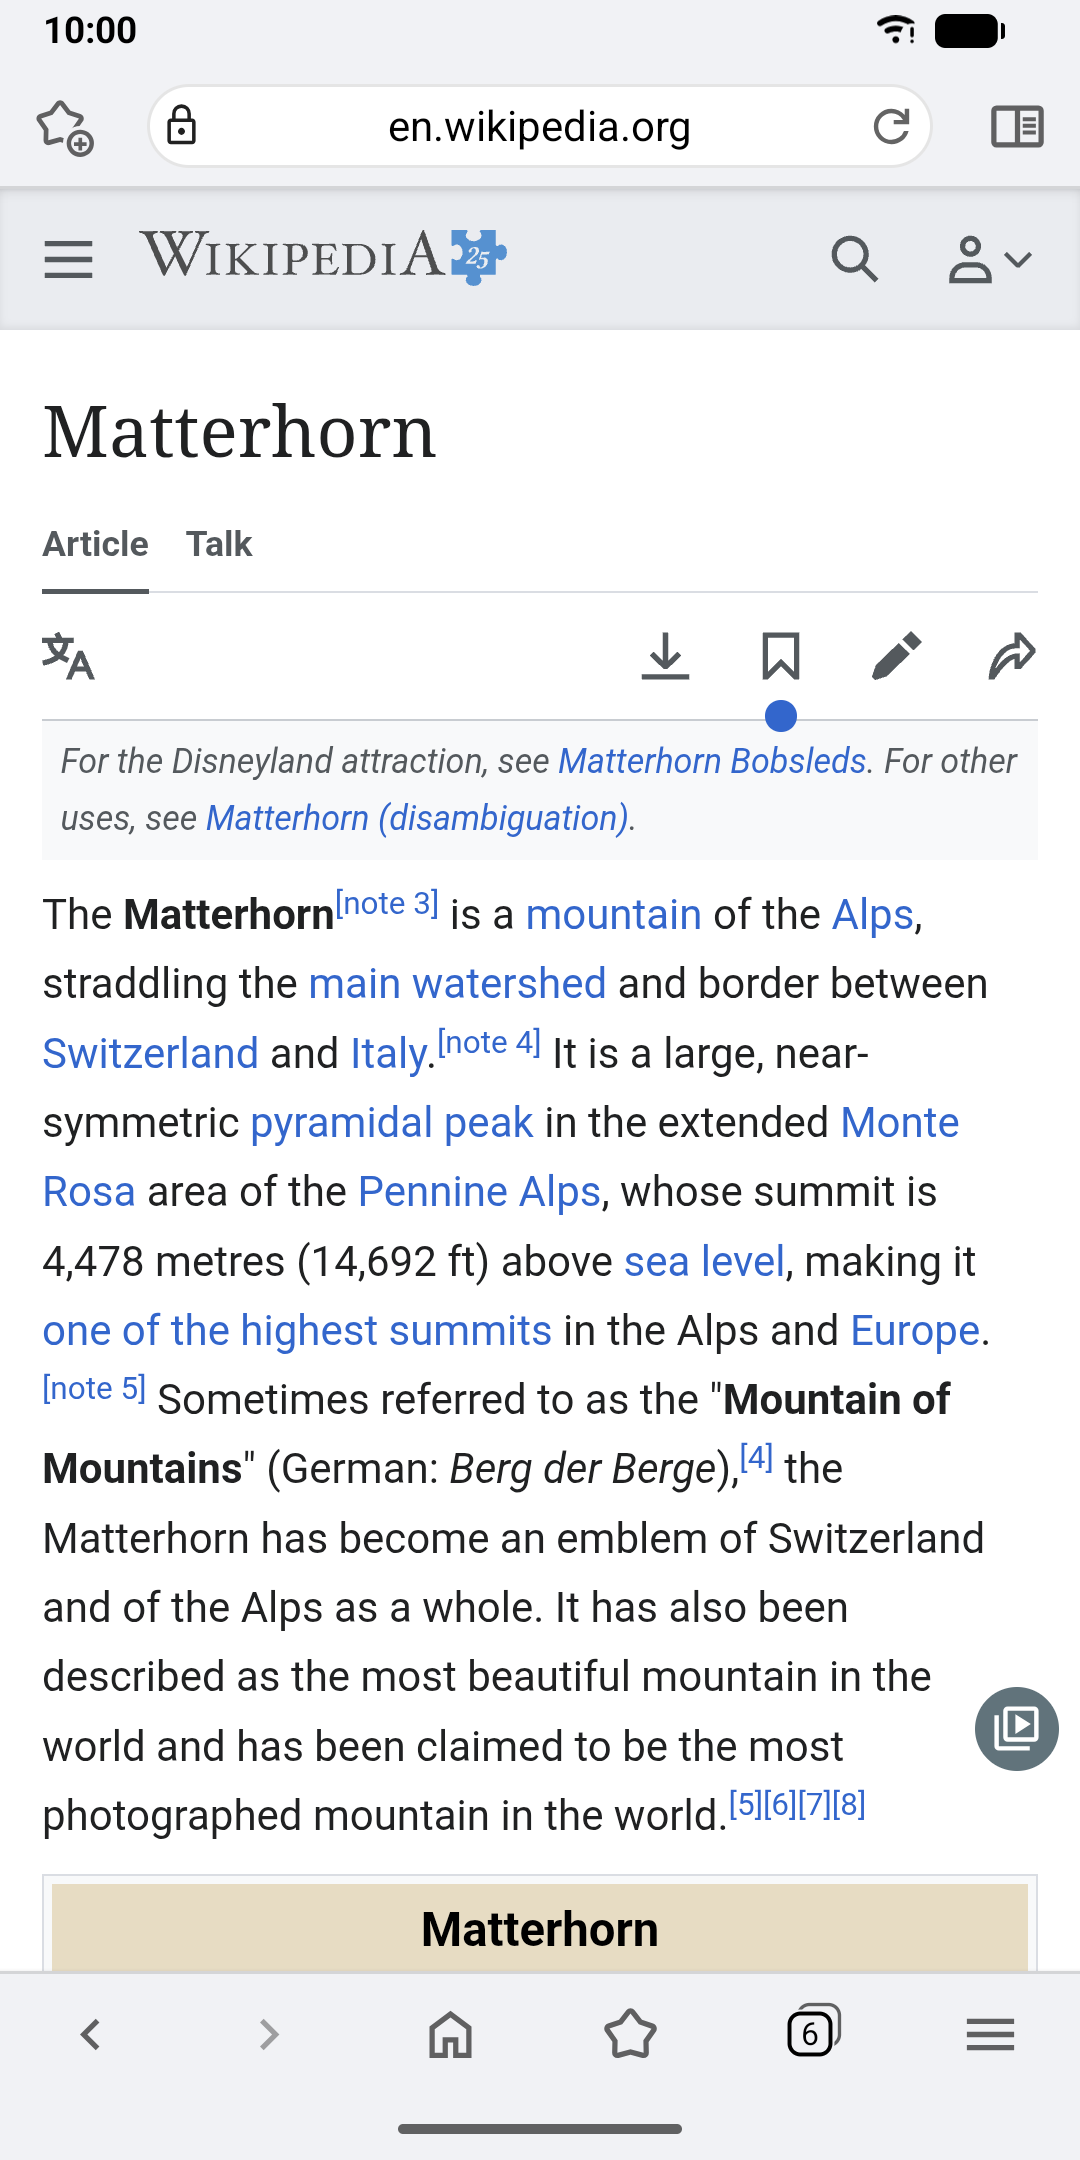 10:00
en.wikipedia.org
WIKIPEDIA 25
Matterhorn
Article Talk
For the Disneyland attraction, see Matterhorn Bobsleds. For other
uses, see Matterhorn (disambiguation).
The Matterhorn[note 3] is a mountain of the Alps,
straddling the main watershed and border between
Switzerland and Italy.[note 4] It is a large, near-
symmetric pyramidal peak in the extended Monte
Rosa area of the Pennine Alps, whose summit is
4,478 metres (14,692 ft) above sea level, making it
one of the highest summits in the Alps and Europe.
[note 5] Sometimes referred to as the "Mountain of
Mountains" (German: Berg der Berge),[4] the
Matterhorn has become an emblem of Switzerland
and of the Alps as a whole. It has also been
described as the most beautiful mountain in the
world and has been claimed to be the most
photographed mountain in the world.[5][6][7][8]
Matterhorn
6